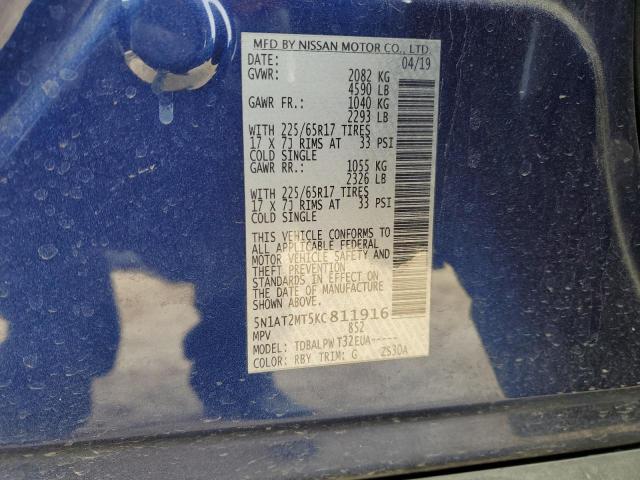 MFD BY NISSAN MOTOR CO., LTD.
DATE: 04/19
GVWR: 2082 KG
4590 LB
GAWR FR.: 1040 KG
2293 LB
WITH 225/65R17 TIRES
17 X 7J RIMS AT 33 PSI
COLD SINGLE
GAWR RR.: 1055 KG
2326 LB
WITH 225/65R17 TIRES
17 X 7J RIMS AT 33 PSI
COLD SINGLE
THIS VEHICLE CONFORMS TO
ALL APPLICABLE FEDERAL
MOTOR VEHICLE SAFETY AND
THEFT PREVENTION
STANDARDS IN EFFECT ON
THE DATE OF MANUFACTURE
SHOWN ABOVE.
5N1AT2MT5KC811916
MPV 852
MODEL: TDBALPW T32EUA-----
COLOR: RBY TRIM: G ZS30A